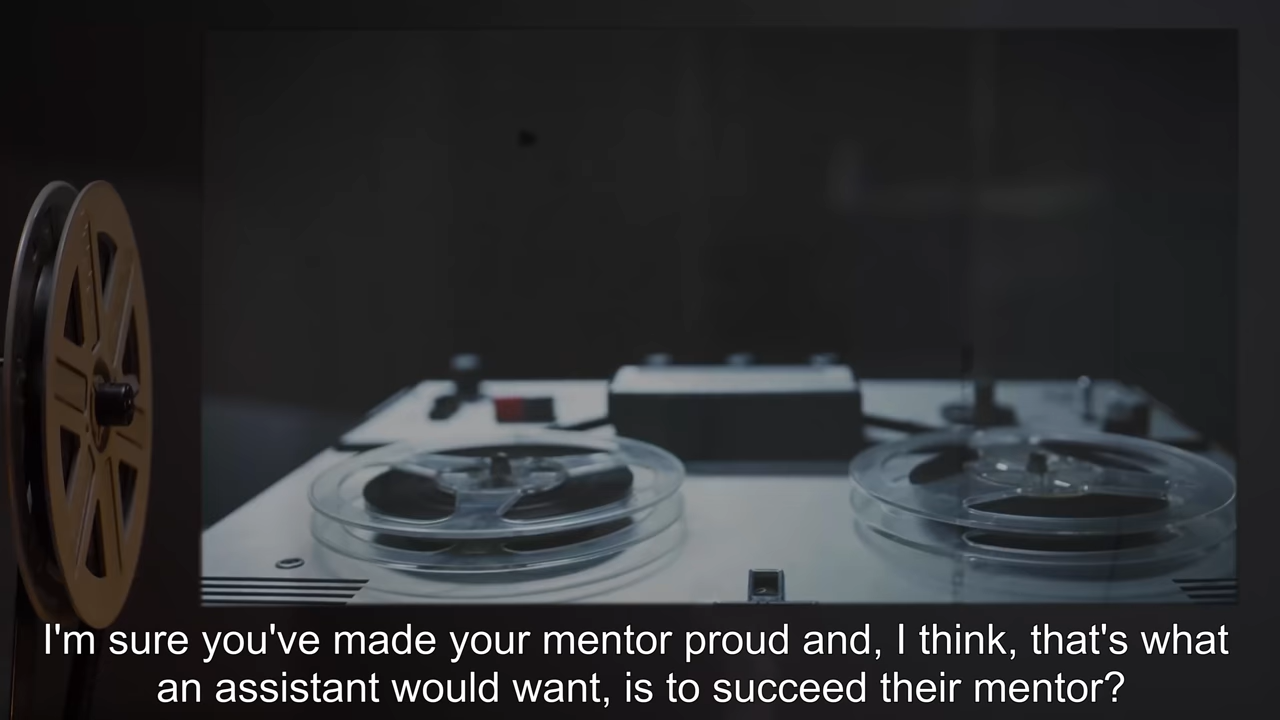 I'm sure you've made your mentor proud and, I think, that's what
an assistant would want, is to succeed their mentor?